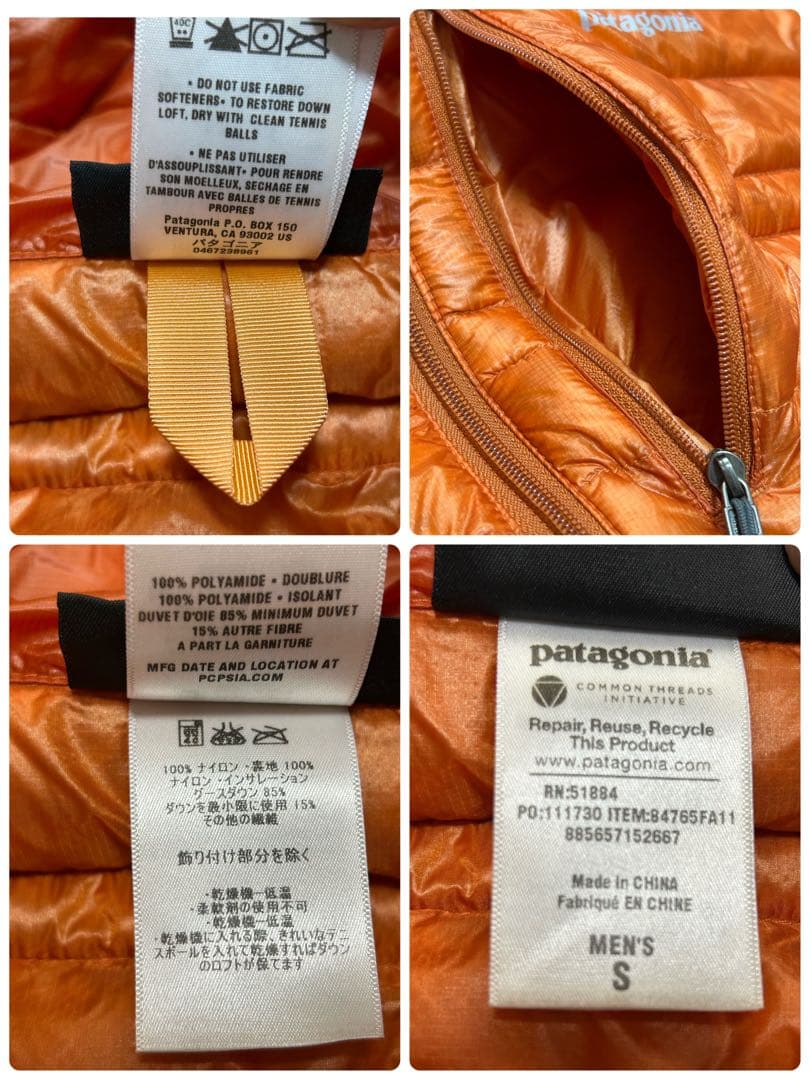 40C
• DO NOT USE FABRIC
SOFTENERS• TO RESTORE DOWN
LOFT, DRY WITH CLEAN TENNIS
BALLS
• NE PAS UTILISER
D'ASSOUPLISSANT• POUR RENDRE
SON MOELLEUX, SECHAGE EN
TAMBOUR AVEC BALLES DE TENNIS
PROPRES
Patagonia P.O. BOX 150
VENTURA, CA 93002 US
パタゴニア
0467238961
patagonia
100% POLYAMIDE • DOUBLURE
100% POLYAMIDE • ISOLANT
DUVET D'OIE 85% MINIMUM DUVET
15% AUTRE FIBRE
A PART LA GARNITURE
MFG DATE AND LOCATION AT
PCPSIA.COM
100% ナイロン・裏地 100%
ナイロン・インサレーション
グースダウン 85%
ダウンを最小限に使用 15%
その他の繊維
飾り付け部分を除く
・乾燥機ー低温
・柔軟剤の使用不可
・乾燥機ー低温
・乾燥機に入れる際、きれいなテニ
スボールを入れて乾燥すればダウン
のロフトが保てます
patagonia®
COMMON THREADS
INITIATIVE
Repair, Reuse, Recycle
This Product
www.patagonia.com
RN:51884
PO:111730 ITEM:84765FA11
885657152667
Made in CHINA
Fabriqué EN CHINE
MEN'S
S